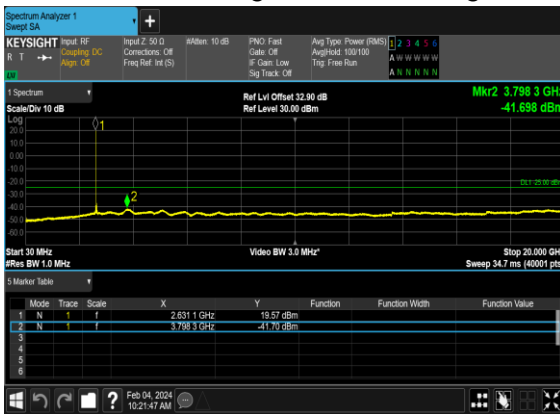 Spectrum Analyzer 1
Swept SA
KEYSIGHT Input: RF Input Z: 50 Ω #Atten: 10 dB PNO: Fast Avg Type: Power (RMS) 1 2 3 4 5 6
R T Coupling: DC Corrections: Off Gate: Off Avg|Hold: 100/100 A W W W W W
Align: Off Freq Ref: Int (S) IF Gain: Low Trig: Free Run
LV Sig Track: Off A N N N N N
1 Spectrum Ref Lvl Offset 32.90 dB Mkr2 3.798 3 GHz
Scale/Div 10 dB Ref Level 30.00 dBm -41.698 dBm
Log
20.0 1
10.0
0.00
-10.0
-20.0 DL1 -25.00 dBm
-30.0
-40.0 2
-50.0
-60.0
Start 30 MHz Video BW 3.0 MHz* Stop 20.000 GH
#Res BW 1.0 MHz Sweep 34.7 ms (40001 pts
5 Marker Table
Mode Trace Scale X Y Function Function Width Function Value
1 N 1 f 2.631 1 GHz 19.57 dBm
2 N 1 f 3.798 3 GHz -41.70 dBm
3
4
5
6
? Feb 04, 2024
10:21:47 AM